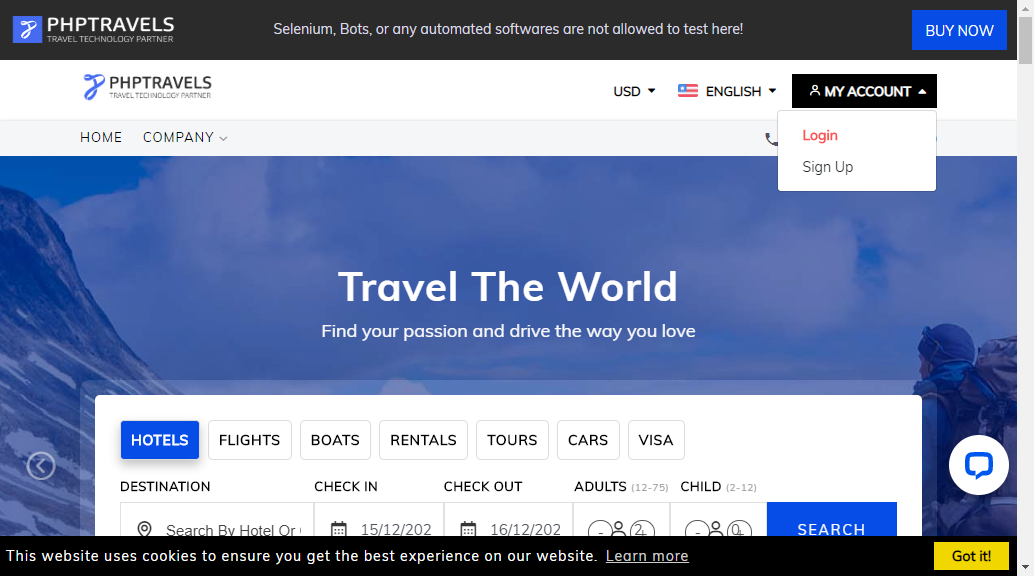 PHPTRAVELS
TRAVEL TECHNOLOGY PARTNER
Selenium, Bots, or any automated softwares are not allowed to test here!
BUY NOW
PHPTRAVELS
TRAVEL TECHNOLOGY PARTNER
USD
ENGLISH
MY ACCOUNT
Login
Sign Up
HOME
COMPANY
Travel The World
Find your passion and drive the way you love
HOTELS
FLIGHTS
BOATS
RENTALS
TOURS
CARS
VISA
DESTINATION
CHECK IN
CHECK OUT
ADULTS (12-75)
CHILD (2-12)
Search By Hotel Or
15/12/202
16/12/202
- 2
- 0
SEARCH
This website uses cookies to ensure you get the best experience on our website. Learn more
Got it!